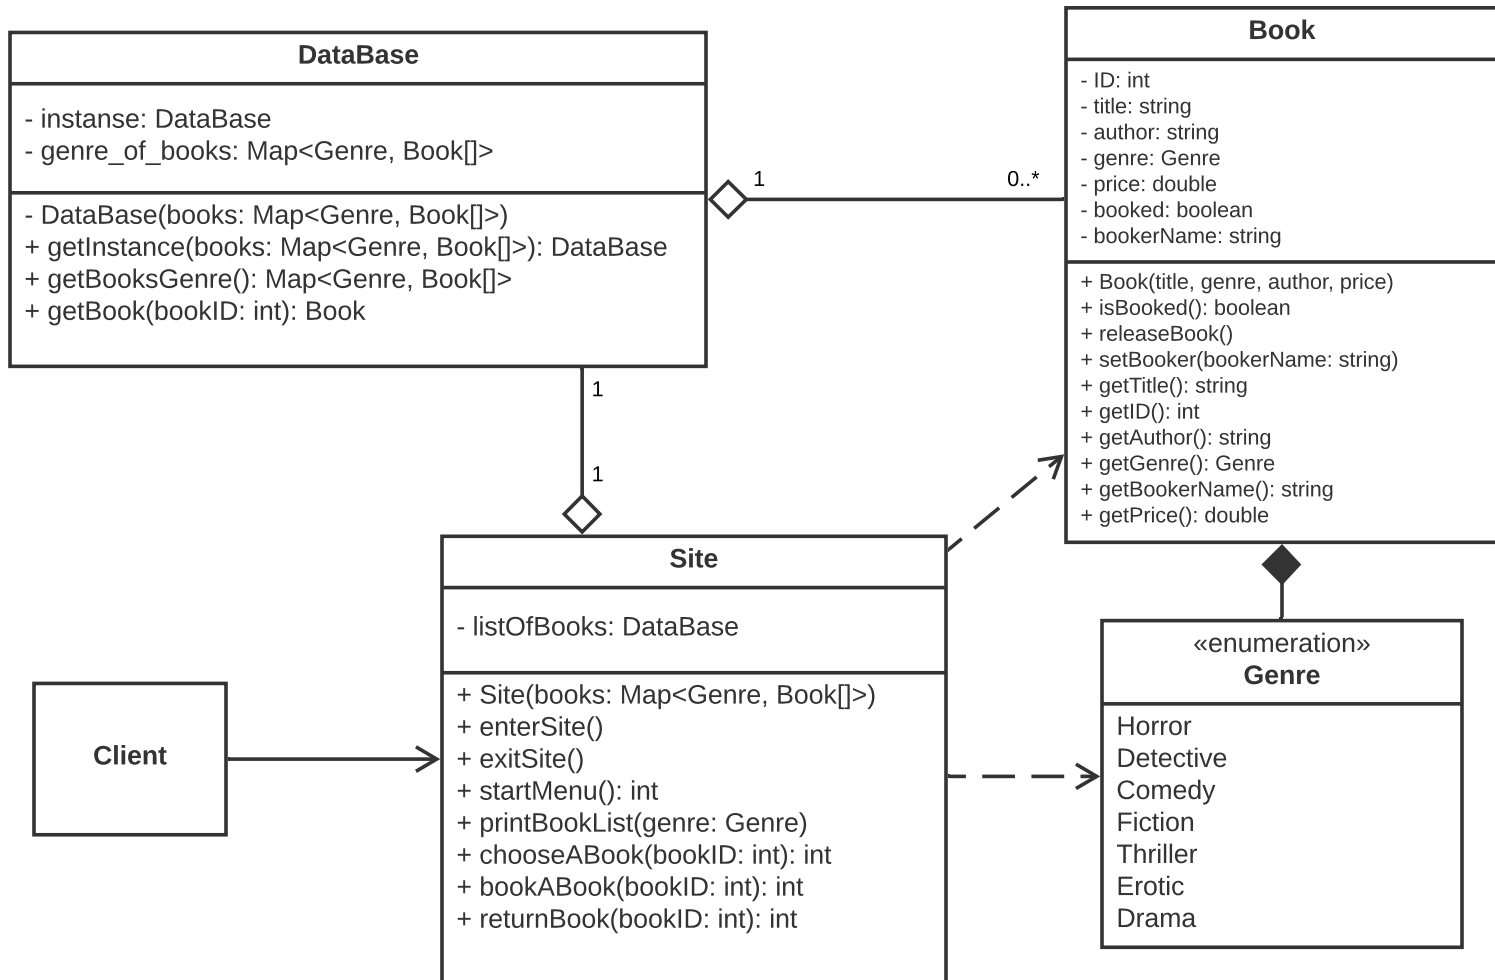 DataBase
- instanse: DataBase
- genre_of_books: Map<Genre, Book[]>
- DataBase(books: Map<Genre, Book[]>)
+ getInstance(books: Map<Genre, Book[]>): DataBase
+ getBooksGenre(): Map<Genre, Book[]>
+ getBook(bookID: int): Book
1
0..*
Book
- ID: int
- title: string
- author: string
- genre: Genre
- price: double
- booked: boolean
- bookerName: string
+ Book(title, genre, author, price)
+ isBooked(): boolean
+ releaseBook()
+ setBooker(bookerName: string)
+ getTitle(): string
+ getID(): int
+ getAuthor(): string
+ getGenre(): Genre
+ getBookerName(): string
+ getPrice(): double
1
1
Site
- listOfBooks: DataBase
+ Site(books: Map<Genre, Book[]>)
+ enterSite()
+ exitSite()
+ startMenu(): int
+ printBookList(genre: Genre)
+ chooseABook(bookID: int): int
+ bookABook(bookID: int): int
+ returnBook(bookID: int): int
Client
«enumeration»
Genre
Horror
Detective
Comedy
Fiction
Thriller
Erotic
Drama